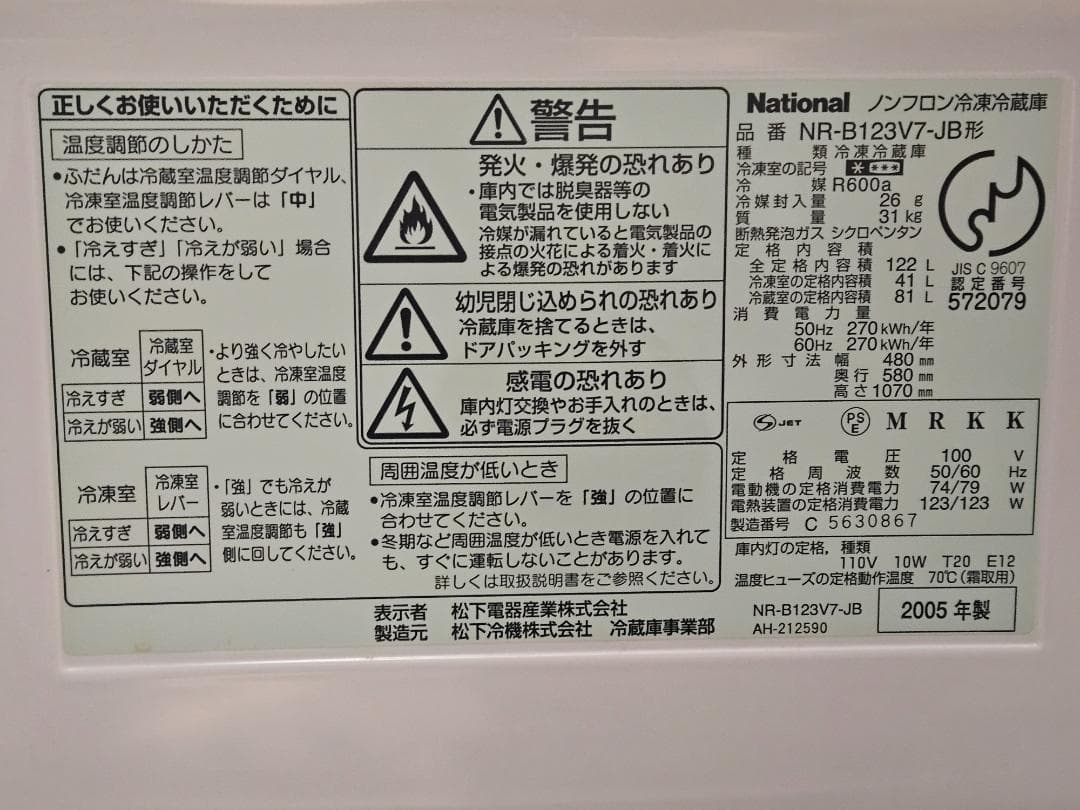 正しくお使いいただくために
温度調節のしかた
•ふだんは冷蔵室温度調節ダイヤル、
冷凍室温度調節レバーは「中」
でお使いください。
•「冷えすぎ」「冷えが弱い」場合
には、下記の操作をして
お使いください。
冷蔵室
冷蔵室
ダイヤル
冷えすぎ 弱側へ
冷えが弱い 強側へ
・より強く冷やしたい
ときは、冷凍室温度
調節を「弱」の位置
に合わせてください。
冷凍室
冷凍室
レバー
冷えすぎ 弱側へ
冷えが弱い 強側へ
・「強」でも冷えが
弱いときには、冷蔵
室温度調節も「強」
側に回してください。
警告
発火・爆発の恐れあり
・庫内では脱臭器等の
電気製品を使用しない
冷媒が漏れていると電気製品の
接点の火花による着火・着火に
よる爆発の恐れがあります
幼児閉じ込められの恐れあり
冷蔵庫を捨てるときは、
ドアパッキングを外す
感電の恐れあり
庫内灯交換やお手入れのときは、
必ず電源プラグを抜く
周囲温度が低いとき
•冷凍室温度調節レバーを「強」の位置に
合わせてください。
•冬期など周囲温度が低いとき電源を入れて
も、すぐに運転しないことがあります。
詳しくは取扱説明書をご参照ください。
表示者 松下電器産業株式会社
製造元 松下冷機株式会社 冷蔵庫事業部
National ノンフロン冷凍冷蔵庫
品番 NR-B123V7-JB形
種類 冷凍冷蔵庫
冷凍室の記号 * ***
冷媒 R600a
冷媒封入量 26 g
質量 31 kg
断熱発泡ガス シクロペンタン
定格内容積
全定格内容積 122 L
冷凍室の定格内容積 41 L
冷蔵室の定格内容積 81 L
消費電力量
50Hz 270 kWh/年
60Hz 270 kWh/年
外形寸法 幅 480 mm
奥行 580 mm
高さ 1070 mm
JIS C 9607
認定番号
572079
S JET PSE M R K K
定格電圧 100 V
定格周波数 50/60 Hz
電動機の定格消費電力 74/79 W
電熱装置の定格消費電力 123/123 W
製造番号 C 5630867
庫内灯の定格，種類
110V 10W T20 E12
温度ヒューズの定格動作温度 70℃（霜取用）
NR-B123V7-JB
AH-212590
2005 年製